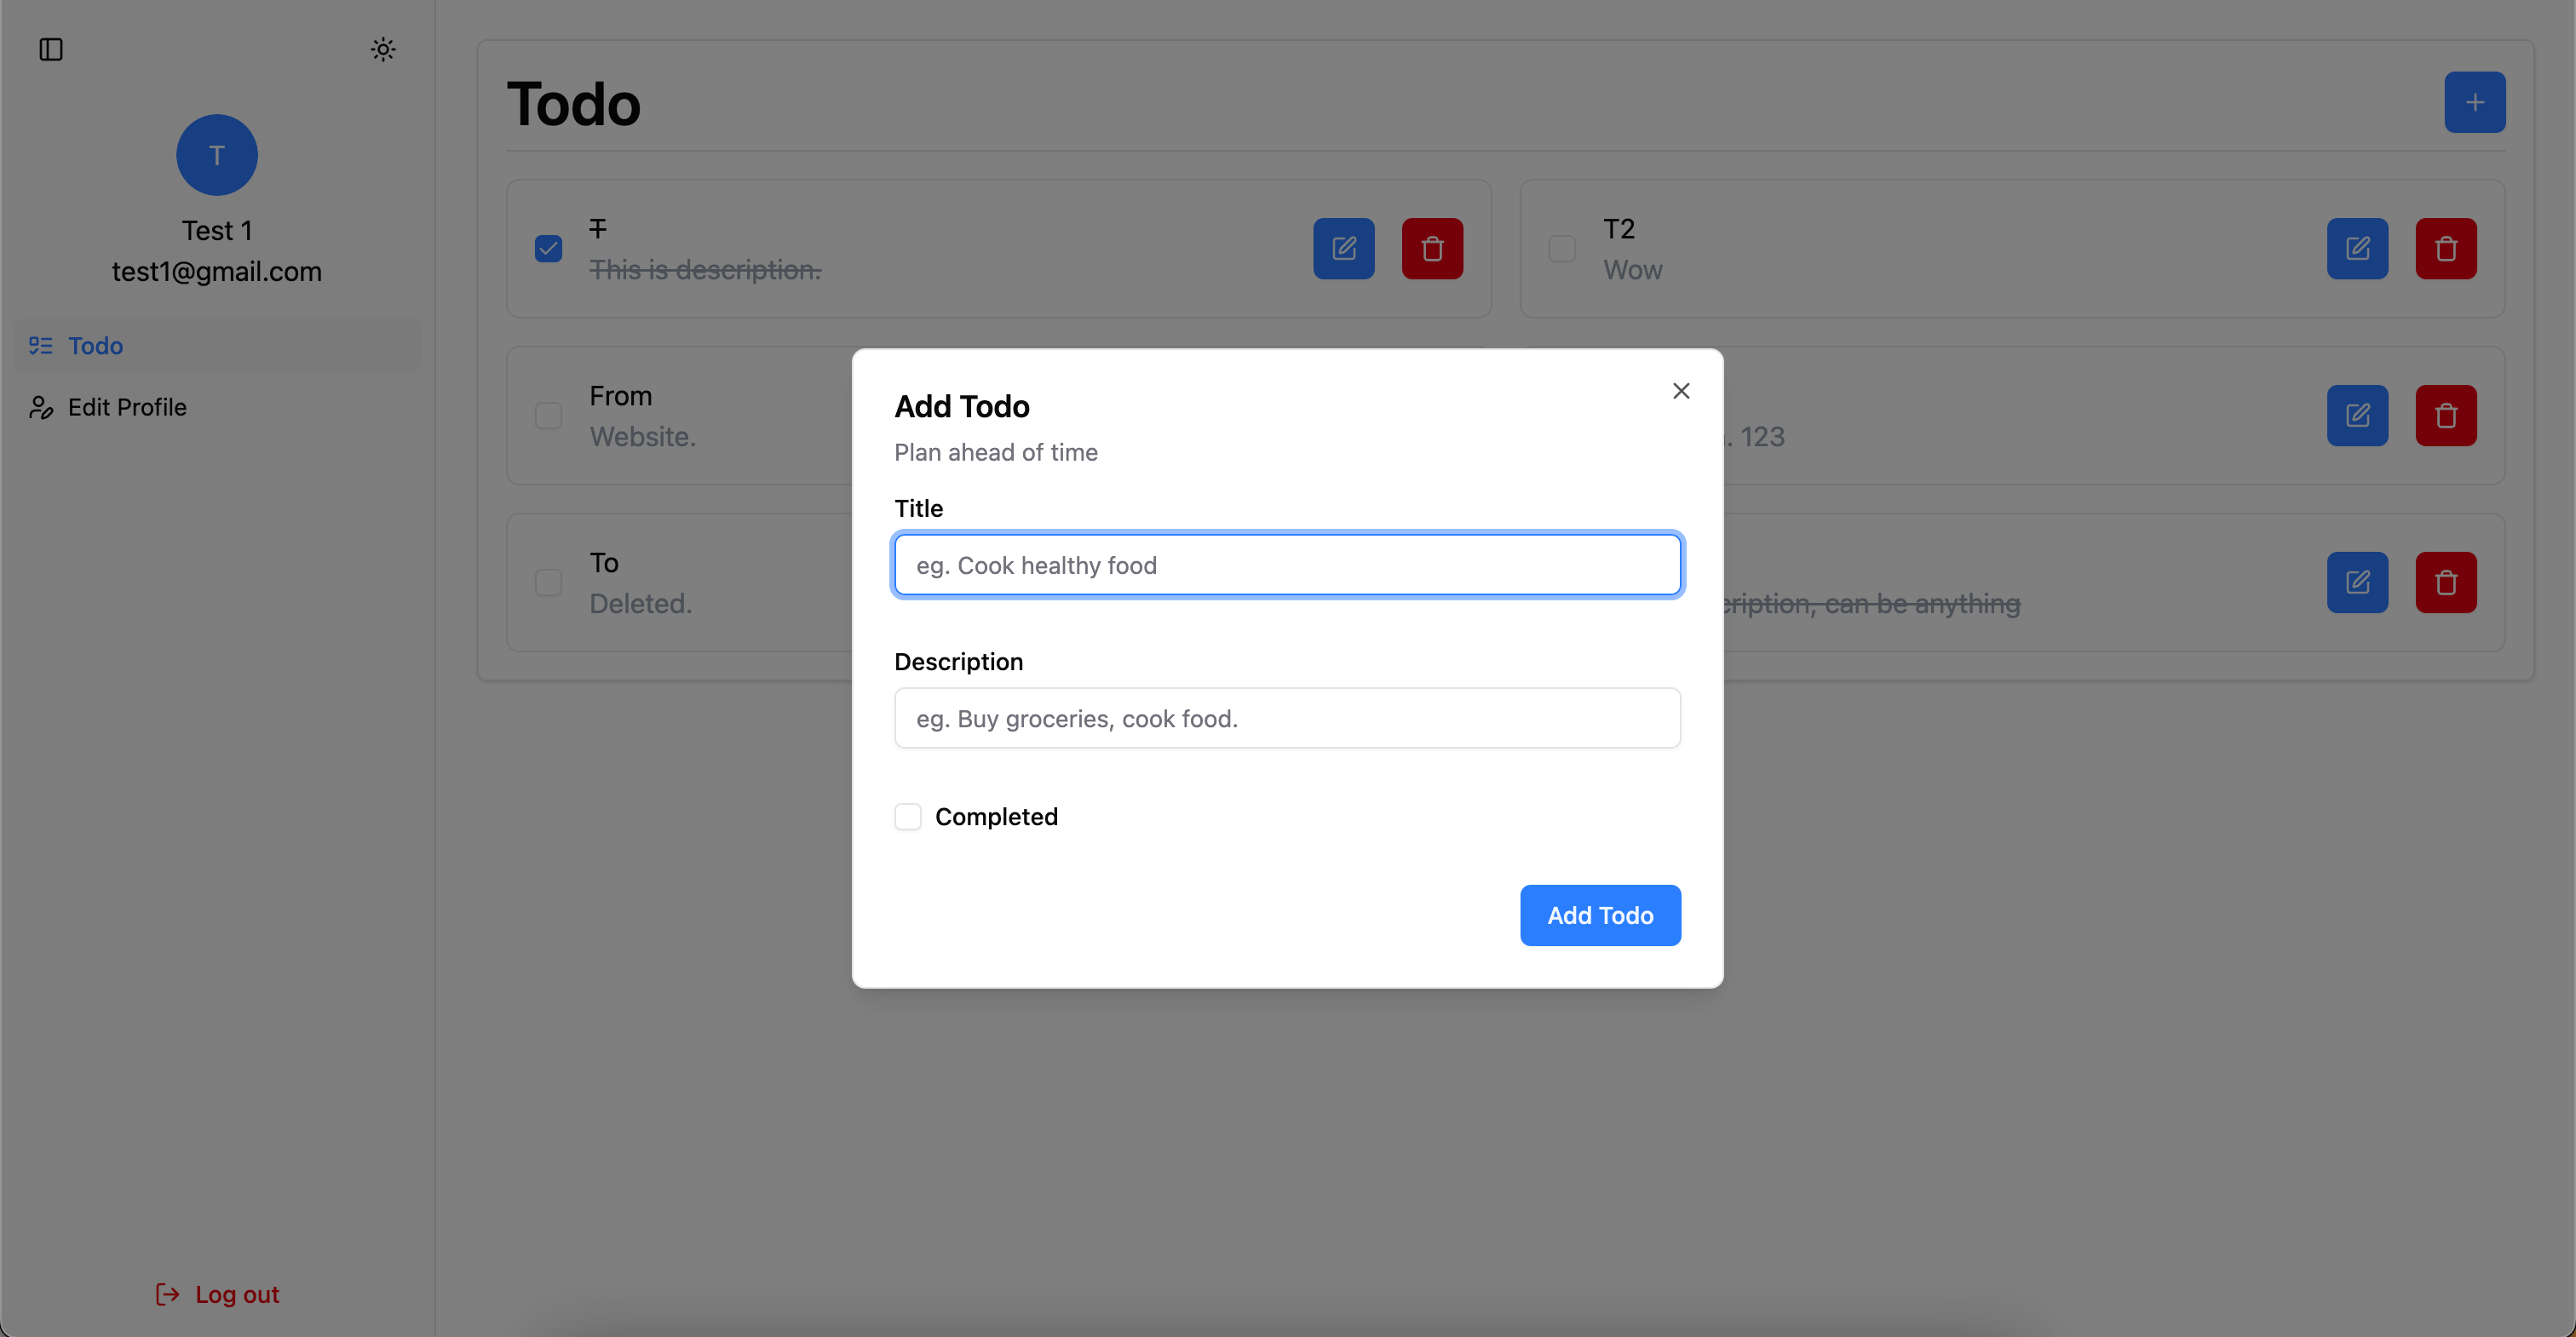 T
Test 1
test1@gmail.com
Todo
Edit Profile
Log out
Todo
T
This is description.
T2
Wow
From
Website.
123
To
Deleted.
can be anything
Add Todo
Plan ahead of time
Title
eg. Cook healthy food
Description
eg. Buy groceries, cook food.
Completed
Add Todo